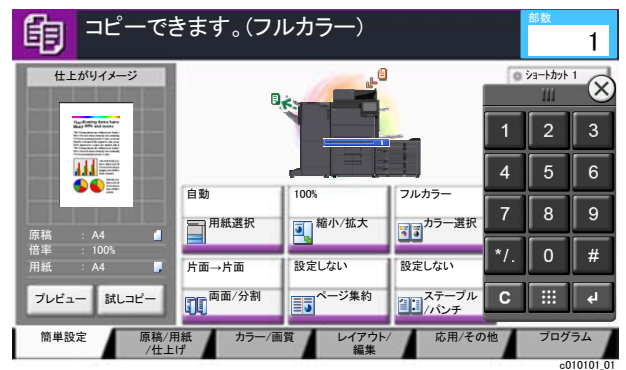 コピーできます。(フルカラー)
部数
1
仕上がりイメージ
ショートカット 1
原稿 : A4
倍率 : 100%
用紙 : A4
プレビュー
試しコピー
自動
用紙選択
100%
縮小/拡大
フルカラー
カラー選択
片面→片面
両面/分割
設定しない
ページ集約
設定しない
ステープル
/パンチ
1 2 3
4 5 6
7 8 9
*/. 0 #
C
簡単設定
原稿/用紙
/仕上げ
カラー/画質
レイアウト/
編集
応用/その他
プログラム
c010101_01